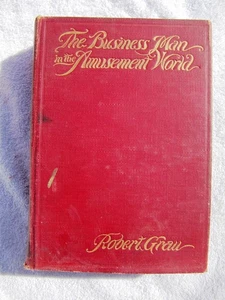 The Business Man
in the Amusement World
Robert Grau